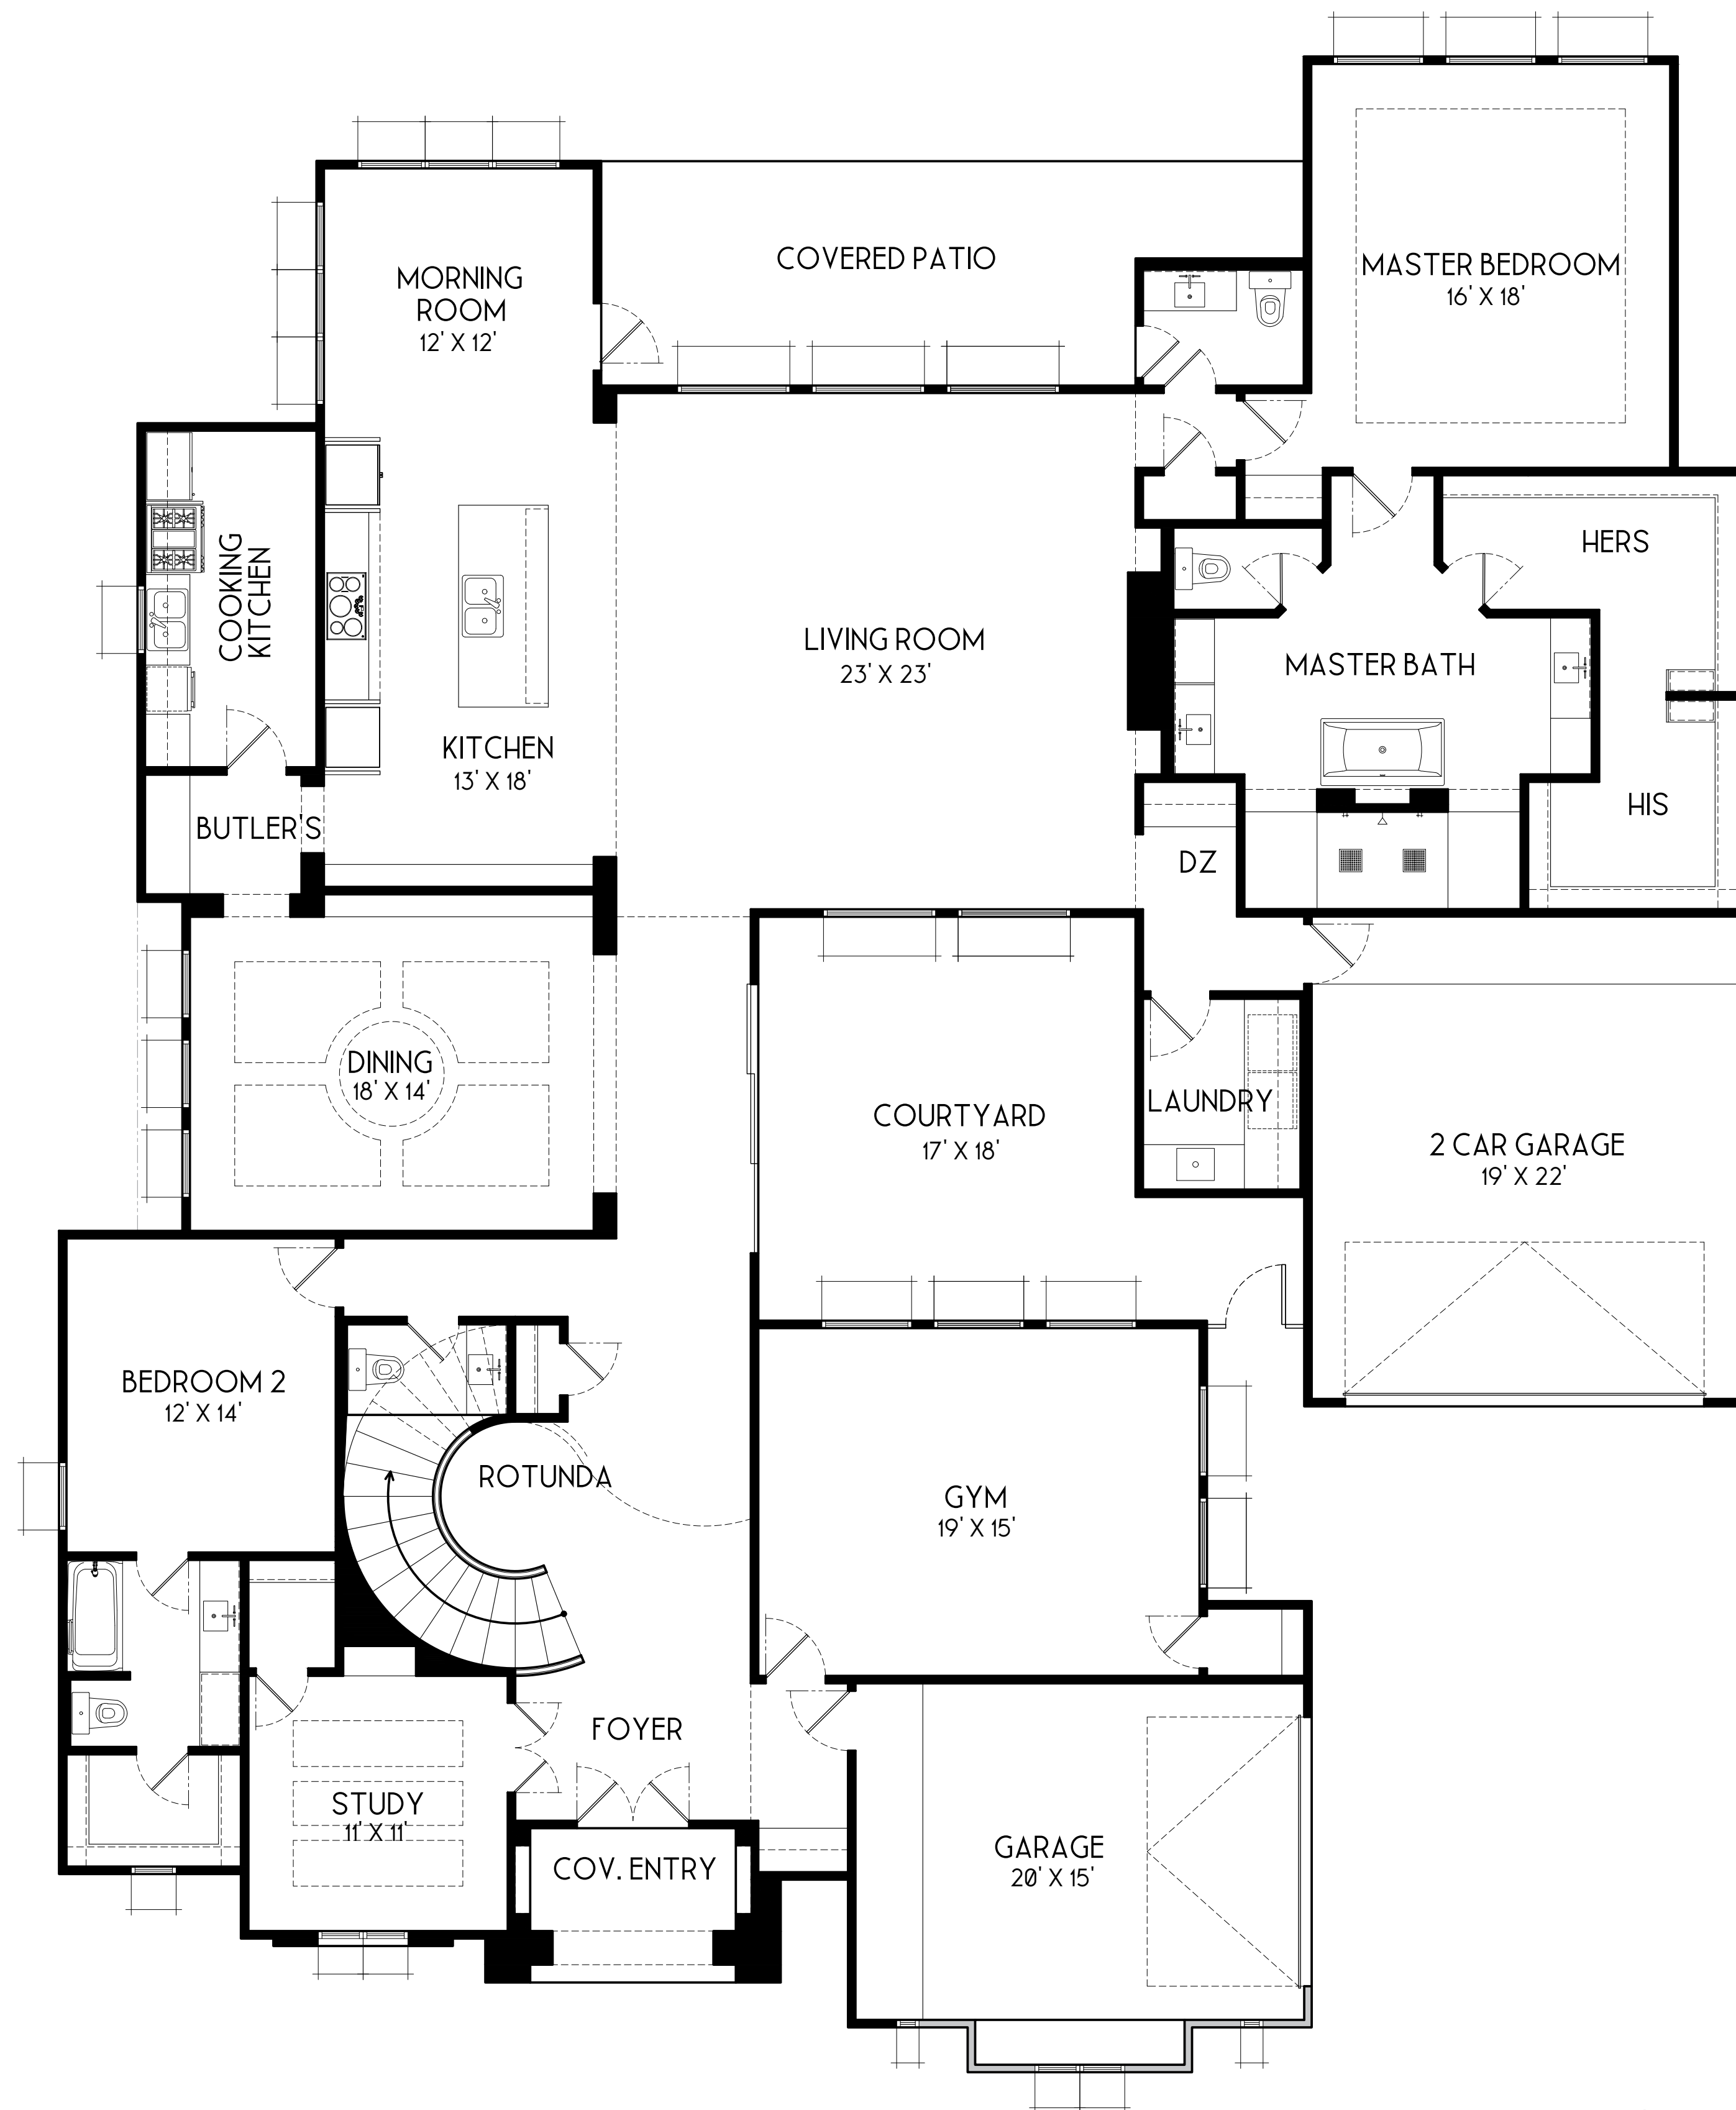 COVERED PATIO
MASTER BEDROOM
16' X 18'
MORNING
ROOM
12' X 12'
HERS
COOKING
KITCHEN
LIVING ROOM
23' X 23'
MASTER BATH
KITCHEN
13' X 18'
HIS
BUTLER'S
DZ
DINING
18' X 14'
COURTYARD
17' X 18'
LAUNDRY
2 CAR GARAGE
19' X 22'
BEDROOM 2
12' X 14'
ROTUNDA
GYM
19' X 15'
FOYER
STUDY
11' X 11'
GARAGE
20' X 15'
COV. ENTRY